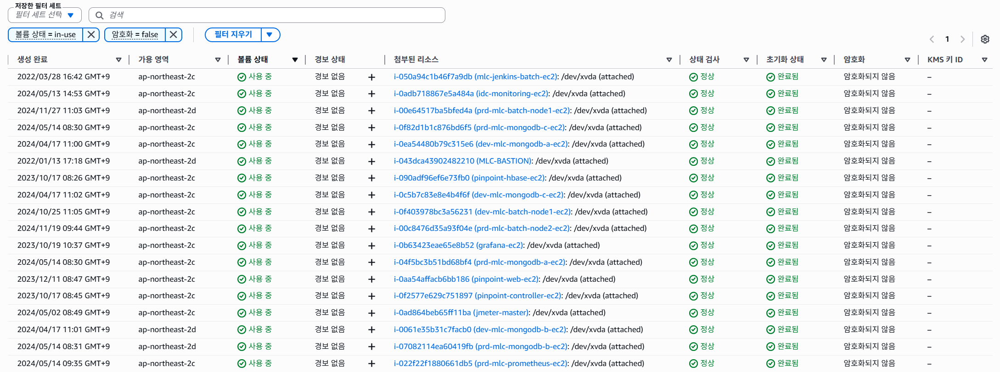 저장한 필터 세트
필터 세트 선택 검색
볼륨 상태 = in-use 암호화 = false 필터 지우기
1
생성 완료 가용 영역 볼륨 상태 경보 상태 첨부된 리소스 상태 검사 초기화 상태 암호화 KMS 키 ID
2022/03/28 16:42 GMT+9 ap-northeast-2c 사용 중 경보 없음 + i-050a94c1b46f7a9db (mlc-jenkins-batch-ec2): /dev/xvda (attached) 정상 완료됨 암호화되지 않음 –
2024/05/13 14:53 GMT+9 ap-northeast-2c 사용 중 경보 없음 + i-0adb718867e5a484a (idc-monitoring-ec2): /dev/xvda (attached) 정상 완료됨 암호화되지 않음 –
2024/11/27 11:03 GMT+9 ap-northeast-2d 사용 중 경보 없음 + i-00e64517ba5bfed4a (prd-mlc-batch-node1-ec2): /dev/xvda (attached) 정상 완료됨 암호화되지 않음 –
2024/05/14 08:30 GMT+9 ap-northeast-2c 사용 중 경보 없음 + i-0f82d1b1c876bd6f5 (prd-mlc-mongodb-c-ec2): /dev/xvda (attached) 정상 완료됨 암호화되지 않음 –
2024/04/17 11:00 GMT+9 ap-northeast-2c 사용 중 경보 없음 + i-0ea54480b79c315e6 (dev-mlc-mongodb-a-ec2): /dev/xvda (attached) 정상 완료됨 암호화되지 않음 –
2022/01/13 17:18 GMT+9 ap-northeast-2d 사용 중 경보 없음 + i-043dca43902482210 (MLC-BASTION): /dev/xvda (attached) 정상 완료됨 암호화되지 않음 –
2023/10/17 08:26 GMT+9 ap-northeast-2c 사용 중 경보 없음 + i-090adf96ef6e73fb0 (pinpoint-hbase-ec2): /dev/xvda (attached) 정상 완료됨 암호화되지 않음 –
2024/04/17 11:02 GMT+9 ap-northeast-2c 사용 중 경보 없음 + i-0c5b7c83e8e4b4f6f (dev-mlc-mongodb-c-ec2): /dev/xvda (attached) 정상 완료됨 암호화되지 않음 –
2024/10/25 11:05 GMT+9 ap-northeast-2c 사용 중 경보 없음 + i-0f403978bc3a56231 (dev-mlc-batch-node1-ec2): /dev/xvda (attached) 정상 완료됨 암호화되지 않음 –
2024/11/19 09:44 GMT+9 ap-northeast-2c 사용 중 경보 없음 + i-00c8476d35a93f04e (prd-mlc-batch-node2-ec2): /dev/xvda (attached) 정상 완료됨 암호화되지 않음 –
2023/10/19 10:37 GMT+9 ap-northeast-2c 사용 중 경보 없음 + i-0b63423eae65e8b52 (grafana-ec2): /dev/xvda (attached) 정상 완료됨 암호화되지 않음 –
2024/05/14 08:30 GMT+9 ap-northeast-2c 사용 중 경보 없음 + i-04f5bc3b51bd68bf4 (prd-mlc-mongodb-a-ec2): /dev/xvda (attached) 정상 완료됨 암호화되지 않음 –
2023/12/11 08:47 GMT+9 ap-northeast-2c 사용 중 경보 없음 + i-0aa54affacb6bb186 (pinpoint-web-ec2): /dev/xvda (attached) 정상 완료됨 암호화되지 않음 –
2023/10/17 08:45 GMT+9 ap-northeast-2c 사용 중 경보 없음 + i-0f2577e629c751897 (pinpoint-controller-ec2): /dev/xvda (attached) 정상 완료됨 암호화되지 않음 –
2024/05/02 08:49 GMT+9 ap-northeast-2c 사용 중 경보 없음 + i-0ad864beb65ff11ba (jmeter-master): /dev/xvda (attached) 정상 완료됨 암호화되지 않음 –
2024/04/17 11:01 GMT+9 ap-northeast-2d 사용 중 경보 없음 + i-0061e35b31c7facb0 (dev-mlc-mongodb-b-ec2): /dev/xvda (attached) 정상 완료됨 암호화되지 않음 –
2024/05/14 08:31 GMT+9 ap-northeast-2d 사용 중 경보 없음 + i-07082114ea60419fb (prd-mlc-mongodb-b-ec2): /dev/xvda (attached) 정상 완료됨 암호화되지 않음 –
2024/05/14 09:35 GMT+9 ap-northeast-2c 사용 중 경보 없음 + i-022f22f1880661db5 (prd-mlc-prometheus-ec2): /dev/xvda (attached) 정상 완료됨 암호화되지 않음 –